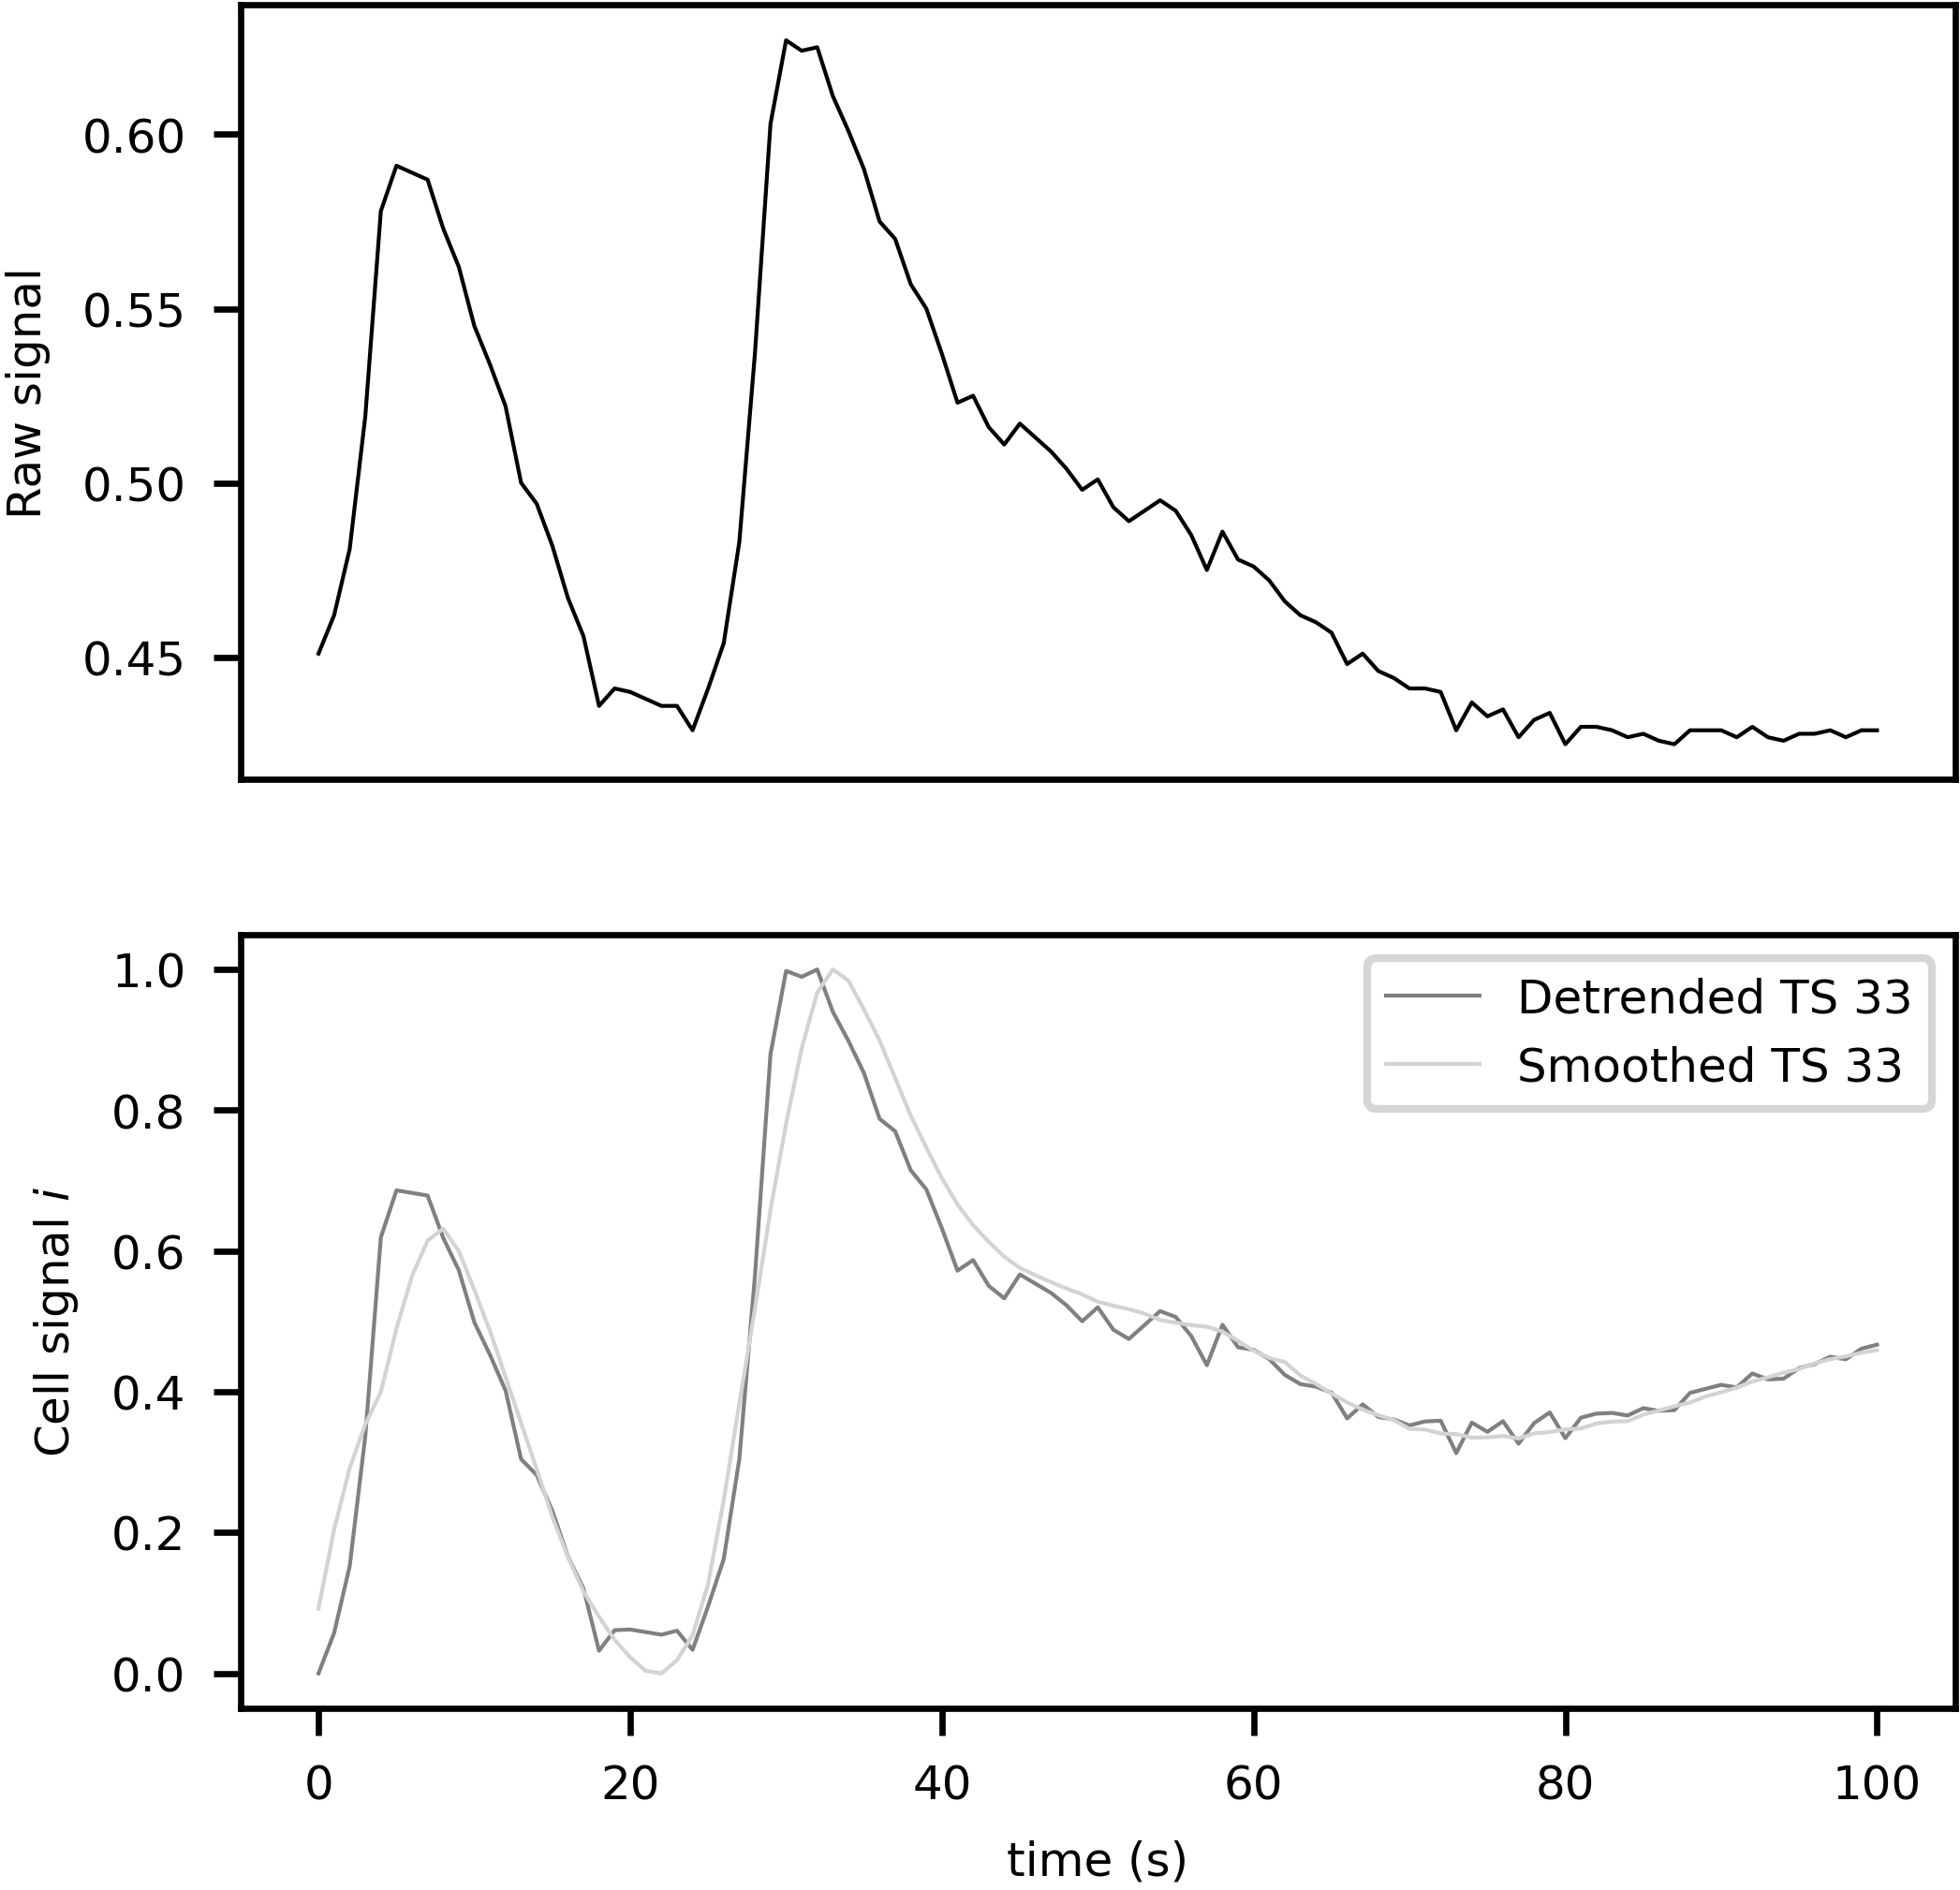 Raw signal
0.60
0.55
0.50
0.45
Cell signal i
1.0
0.8
0.6
0.4
0.2
0.0
Detrended TS 33
Smoothed TS 33
0 20 40 60 80 100
time (s)